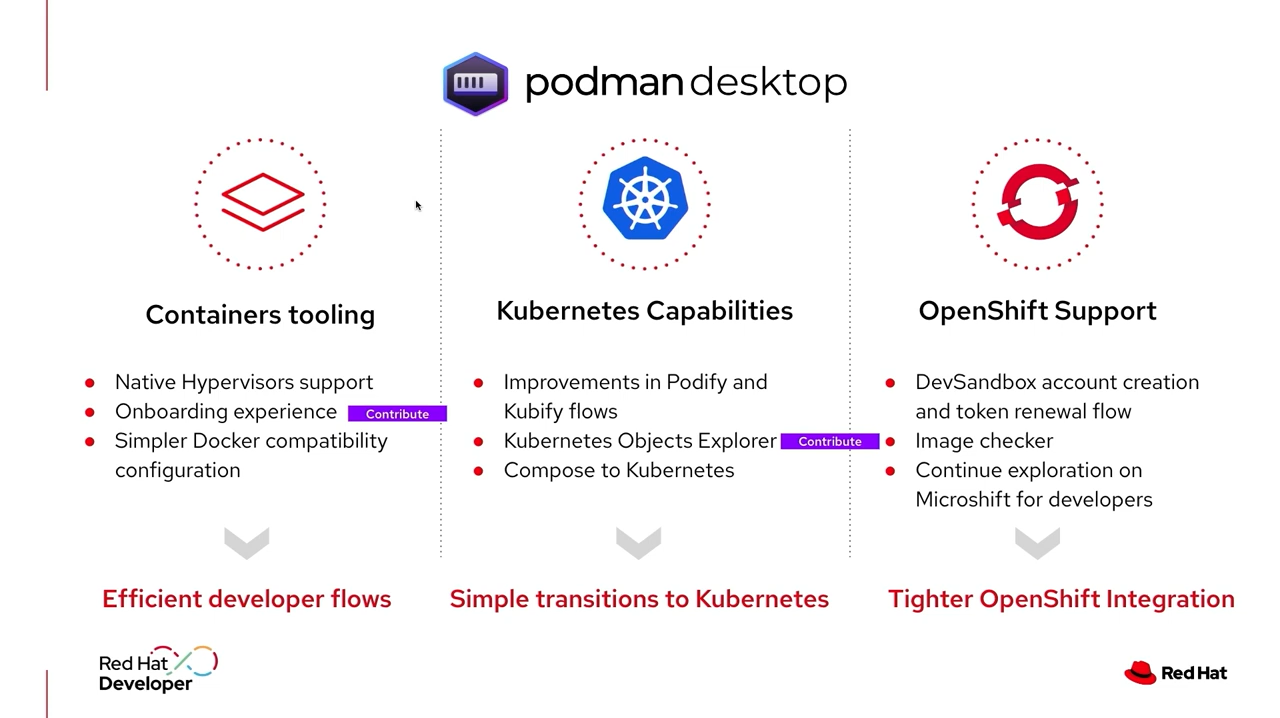 podman desktop
Containers tooling
Native Hypervisors support
Onboarding experience Contribute
Simpler Docker compatibility
configuration
Efficient developer flows
Kubernetes Capabilities
Improvements in Podify and
Kubify flows
Kubernetes Objects Explorer Contribute
Compose to Kubernetes
Simple transitions to Kubernetes
OpenShift Support
DevSandbox account creation
and token renewal flow
Image checker
Continue exploration on
Microshift for developers
Tighter OpenShift Integration
Red Hat
Developer
Red Hat